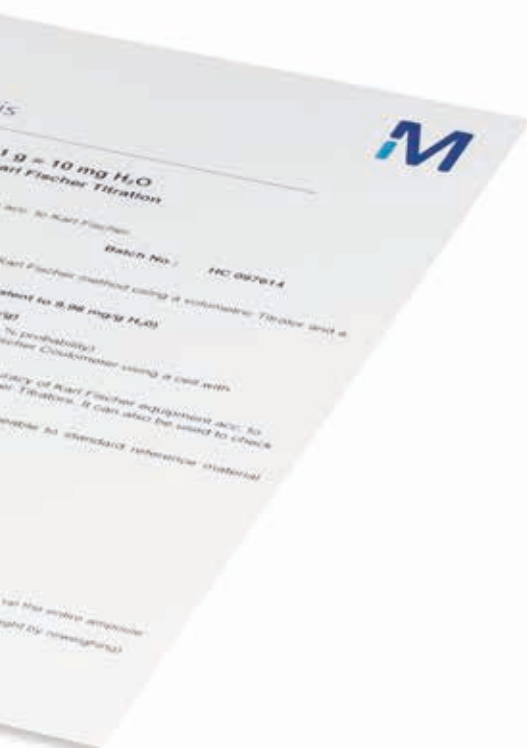 is
1 g = 10 mg H₂O
arl Fischer Titration
acc. to Karl Fischer.
Batch No : HC 097614
Karl Fischer method using a volumetric Titrator and a
alent to 9.96 mg/g H₂O)
/g)
% probability)
scher Coulometer using a cell with
racy of Karl Fischer equipment acc. to
er Titrators. It can also be used to check
eable to standard reference material
up the entire ampoule
ght by reweighing)
M